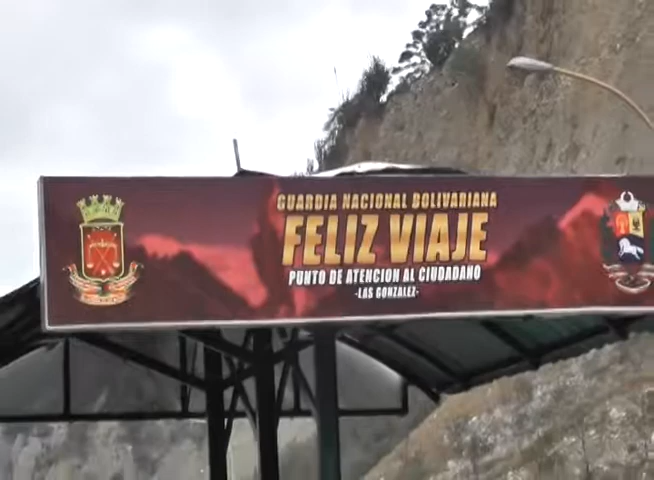 GUARDIA NACIONAL BOLIVARIANA
FELIZ VIAJE
PUNTO DE ATENCION AL CIUDADANO
-LAS GONZALEZ-